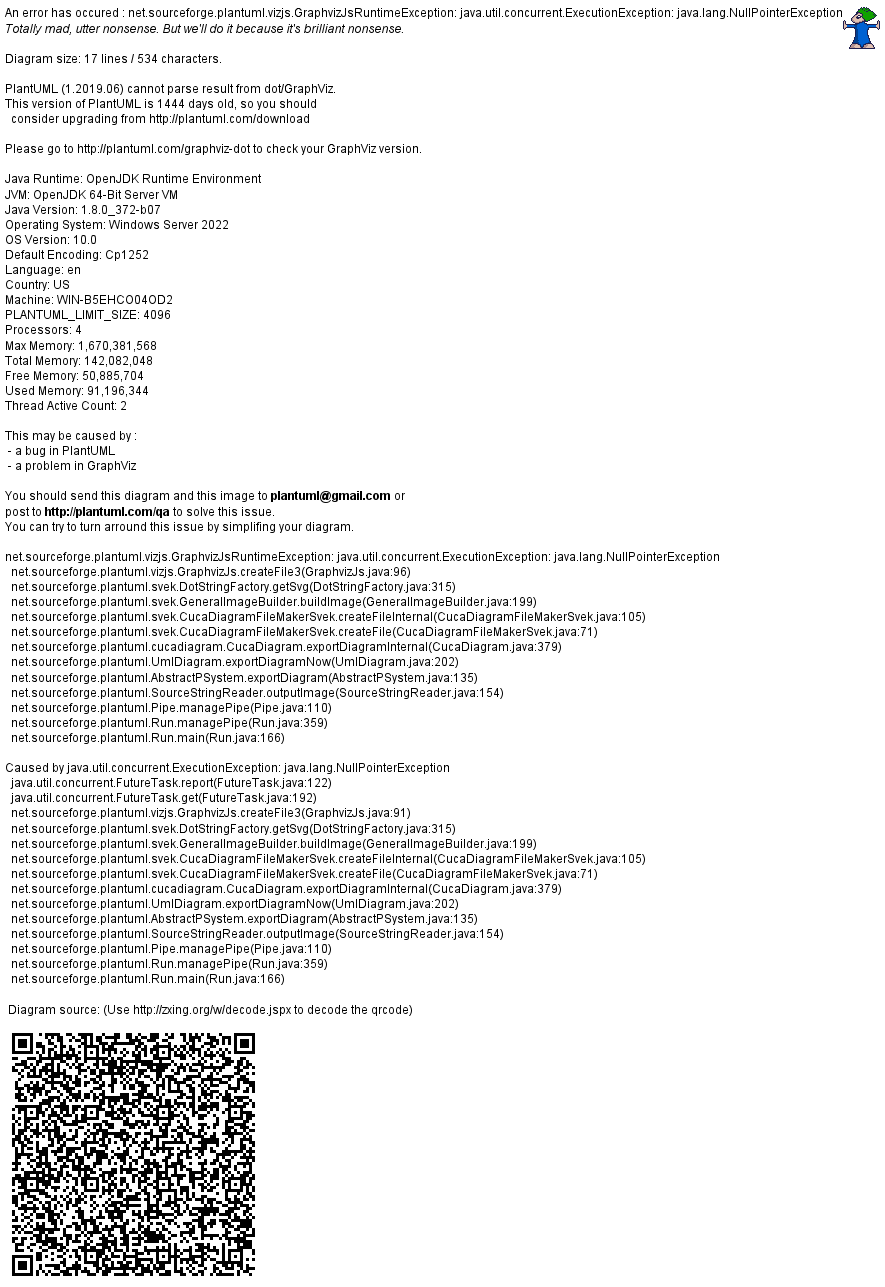 An error has occured : net.sourceforge.plantuml.vizjs.GraphvizJsRuntimeException: java.util.concurrent.ExecutionException: java.lang.NullPointerException
Totally mad, utter nonsense. But we'll do it because it's brilliant nonsense.
Diagram size: 17 lines / 534 characters.
PlantUML (1.2019.06) cannot parse result from dot/GraphViz.
This version of PlantUML is 1444 days old, so you should
consider upgrading from http://plantuml.com/download
Please go to http://plantuml.com/graphviz-dot to check your GraphViz version.
Java Runtime: OpenJDK Runtime Environment
JVM: OpenJDK 64-Bit Server VM
Java Version: 1.8.0_372-b07
Operating System: Windows Server 2022
OS Version: 10.0
Default Encoding: Cp1252
Language: en
Country: US
Machine: WIN-B5EHCO04OD2
PLANTUML_LIMIT_SIZE: 4096
Processors: 4
Max Memory: 1,670,381,568
Total Memory: 142,082,048
Free Memory: 50,885,704
Used Memory: 91,196,344
Thread Active Count: 2
This may be caused by :
- a bug in PlantUML
- a problem in GraphViz
You should send this diagram and this image to plantuml@gmail.com or
post to http://plantuml.com/qa to solve this issue.
You can try to turn arround this issue by simplifing your diagram.
net.sourceforge.plantuml.vizjs.GraphvizJsRuntimeException: java.util.concurrent.ExecutionException: java.lang.NullPointerException
net.sourceforge.plantuml.vizjs.GraphvizJs.createFile3(GraphvizJs.java:96)
net.sourceforge.plantuml.svek.DotStringFactory.getSvg(DotStringFactory.java:315)
net.sourceforge.plantuml.svek.GeneralImageBuilder.buildImage(GeneralImageBuilder.java:199)
net.sourceforge.plantuml.svek.CucaDiagramFileMakerSvek.createFileInternal(CucaDiagramFileMakerSvek.java:105)
net.sourceforge.plantuml.svek.CucaDiagramFileMakerSvek.createFile(CucaDiagramFileMakerSvek.java:71)
net.sourceforge.plantuml.cucadiagram.CucaDiagram.exportDiagramInternal(CucaDiagram.java:379)
net.sourceforge.plantuml.UmlDiagram.exportDiagramNow(UmlDiagram.java:202)
net.sourceforge.plantuml.AbstractPSystem.exportDiagram(AbstractPSystem.java:135)
net.sourceforge.plantuml.SourceStringReader.outputImage(SourceStringReader.java:154)
net.sourceforge.plantuml.Pipe.managePipe(Pipe.java:110)
net.sourceforge.plantuml.Run.managePipe(Run.java:359)
net.sourceforge.plantuml.Run.main(Run.java:166)
Caused by java.util.concurrent.ExecutionException: java.lang.NullPointerException
java.util.concurrent.FutureTask.report(FutureTask.java:122)
java.util.concurrent.FutureTask.get(FutureTask.java:192)
net.sourceforge.plantuml.vizjs.GraphvizJs.createFile3(GraphvizJs.java:91)
net.sourceforge.plantuml.svek.DotStringFactory.getSvg(DotStringFactory.java:315)
net.sourceforge.plantuml.svek.GeneralImageBuilder.buildImage(GeneralImageBuilder.java:199)
net.sourceforge.plantuml.svek.CucaDiagramFileMakerSvek.createFileInternal(CucaDiagramFileMakerSvek.java:105)
net.sourceforge.plantuml.svek.CucaDiagramFileMakerSvek.createFile(CucaDiagramFileMakerSvek.java:71)
net.sourceforge.plantuml.cucadiagram.CucaDiagram.exportDiagramInternal(CucaDiagram.java:379)
net.sourceforge.plantuml.UmlDiagram.exportDiagramNow(UmlDiagram.java:202)
net.sourceforge.plantuml.AbstractPSystem.exportDiagram(AbstractPSystem.java:135)
net.sourceforge.plantuml.SourceStringReader.outputImage(SourceStringReader.java:154)
net.sourceforge.plantuml.Pipe.managePipe(Pipe.java:110)
net.sourceforge.plantuml.Run.managePipe(Run.java:359)
net.sourceforge.plantuml.Run.main(Run.java:166)
Diagram source: (Use http://zxing.org/w/decode.jspx to decode the qrcode)